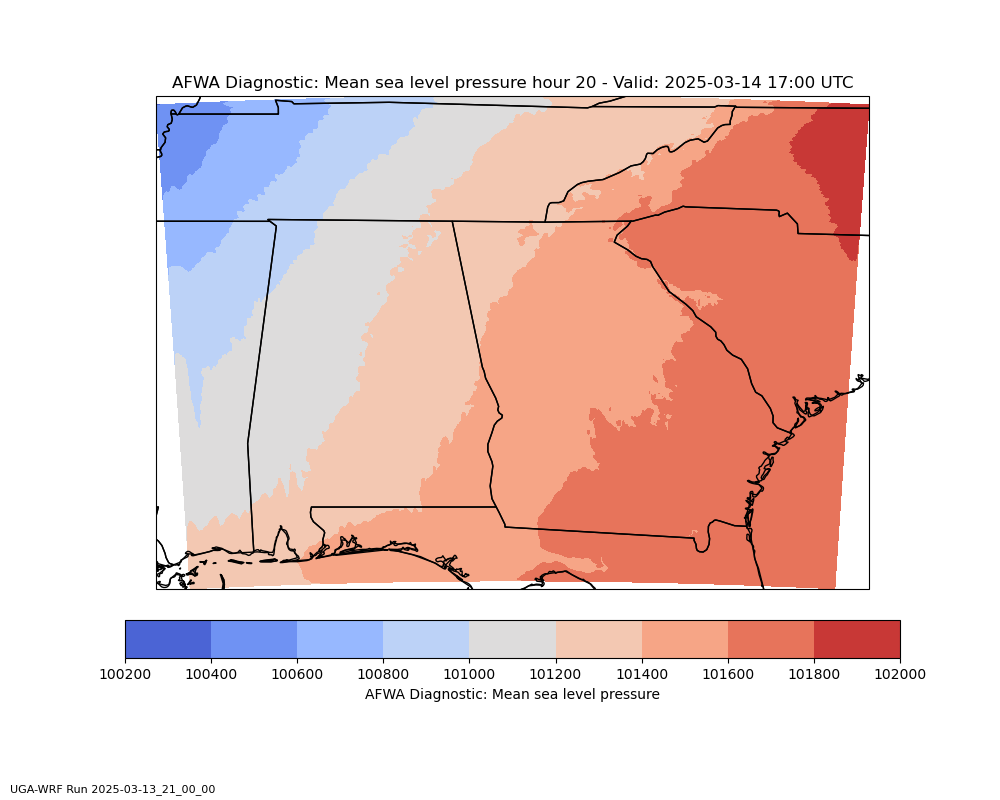 AFWA Diagnostic: Mean sea level pressure hour 20 - Valid: 2025-03-14 17:00 UTC
100200 100400 100600 100800 101000 101200 101400 101600 101800 102000
AFWA Diagnostic: Mean sea level pressure
UGA-WRF Run 2025-03-13_21_00_00